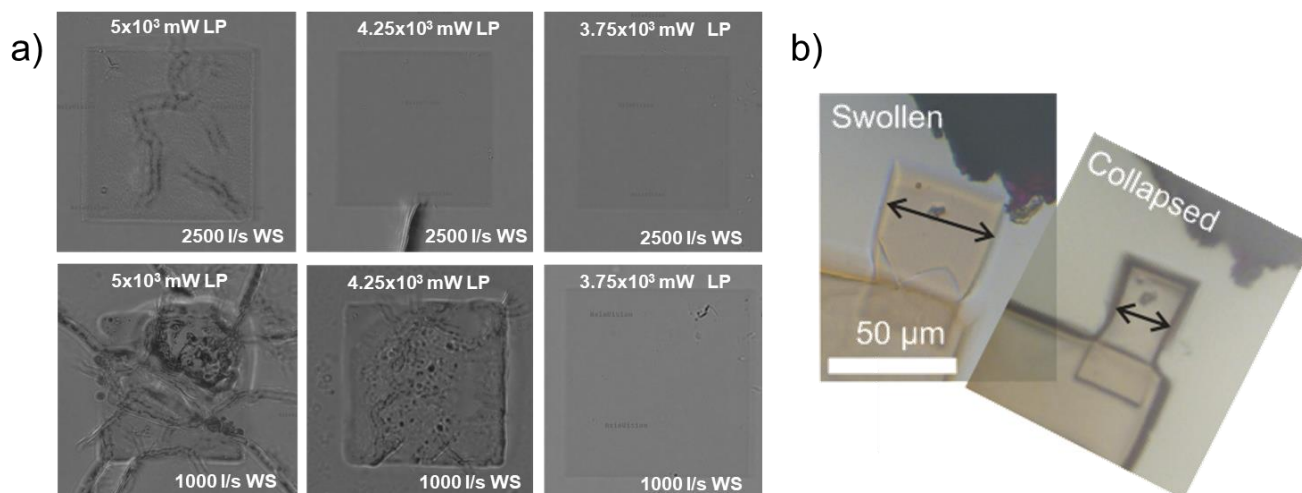 a)
5x10³ mW LP
2500 l/s WS
4.25x10³ mW LP
2500 l/s WS
3.75x10³ mW LP
2500 l/s WS
5x10³ mW LP
1000 l/s WS
4.25x10³ mW LP
1000 l/s WS
3.75x10³ mW LP
AxioVision
AxioVision
1000 l/s WS
b)
Swollen
50 µm
Collapsed